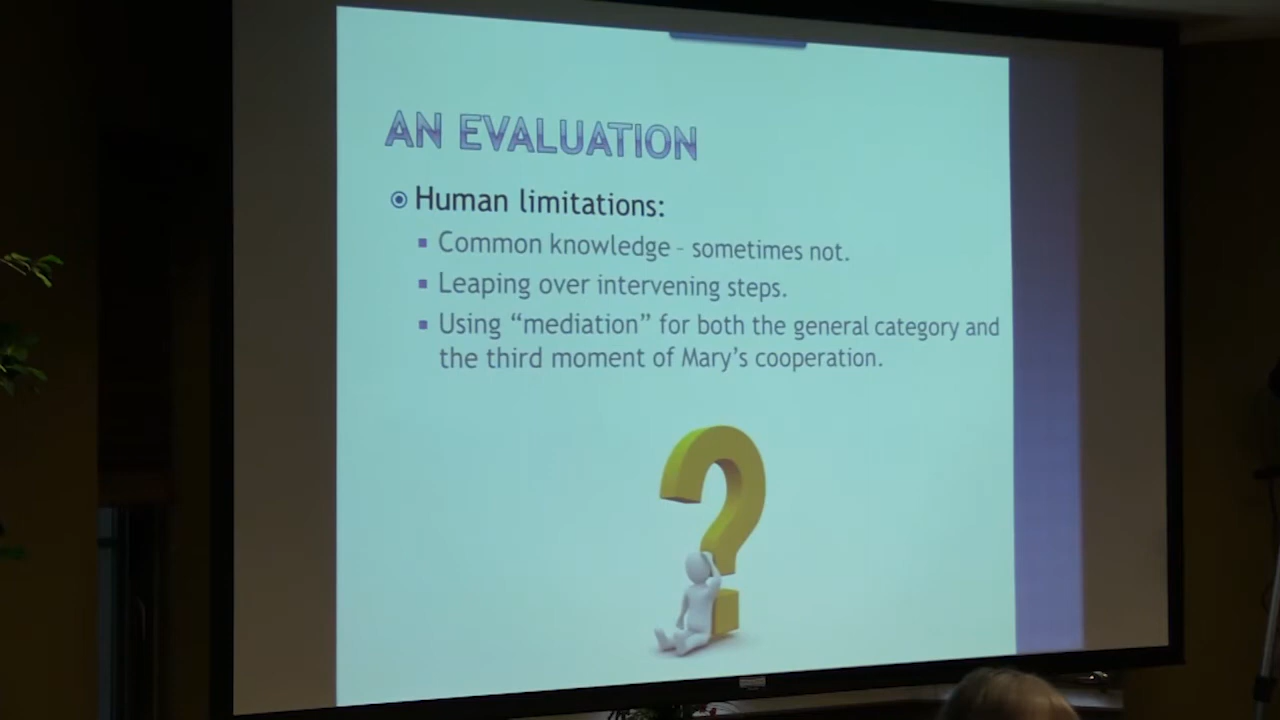 AN EVALUATION
Human limitations:
Common knowledge – sometimes not.
Leaping over intervening steps.
Using “mediation” for both the general category and
the third moment of Mary’s cooperation.
?